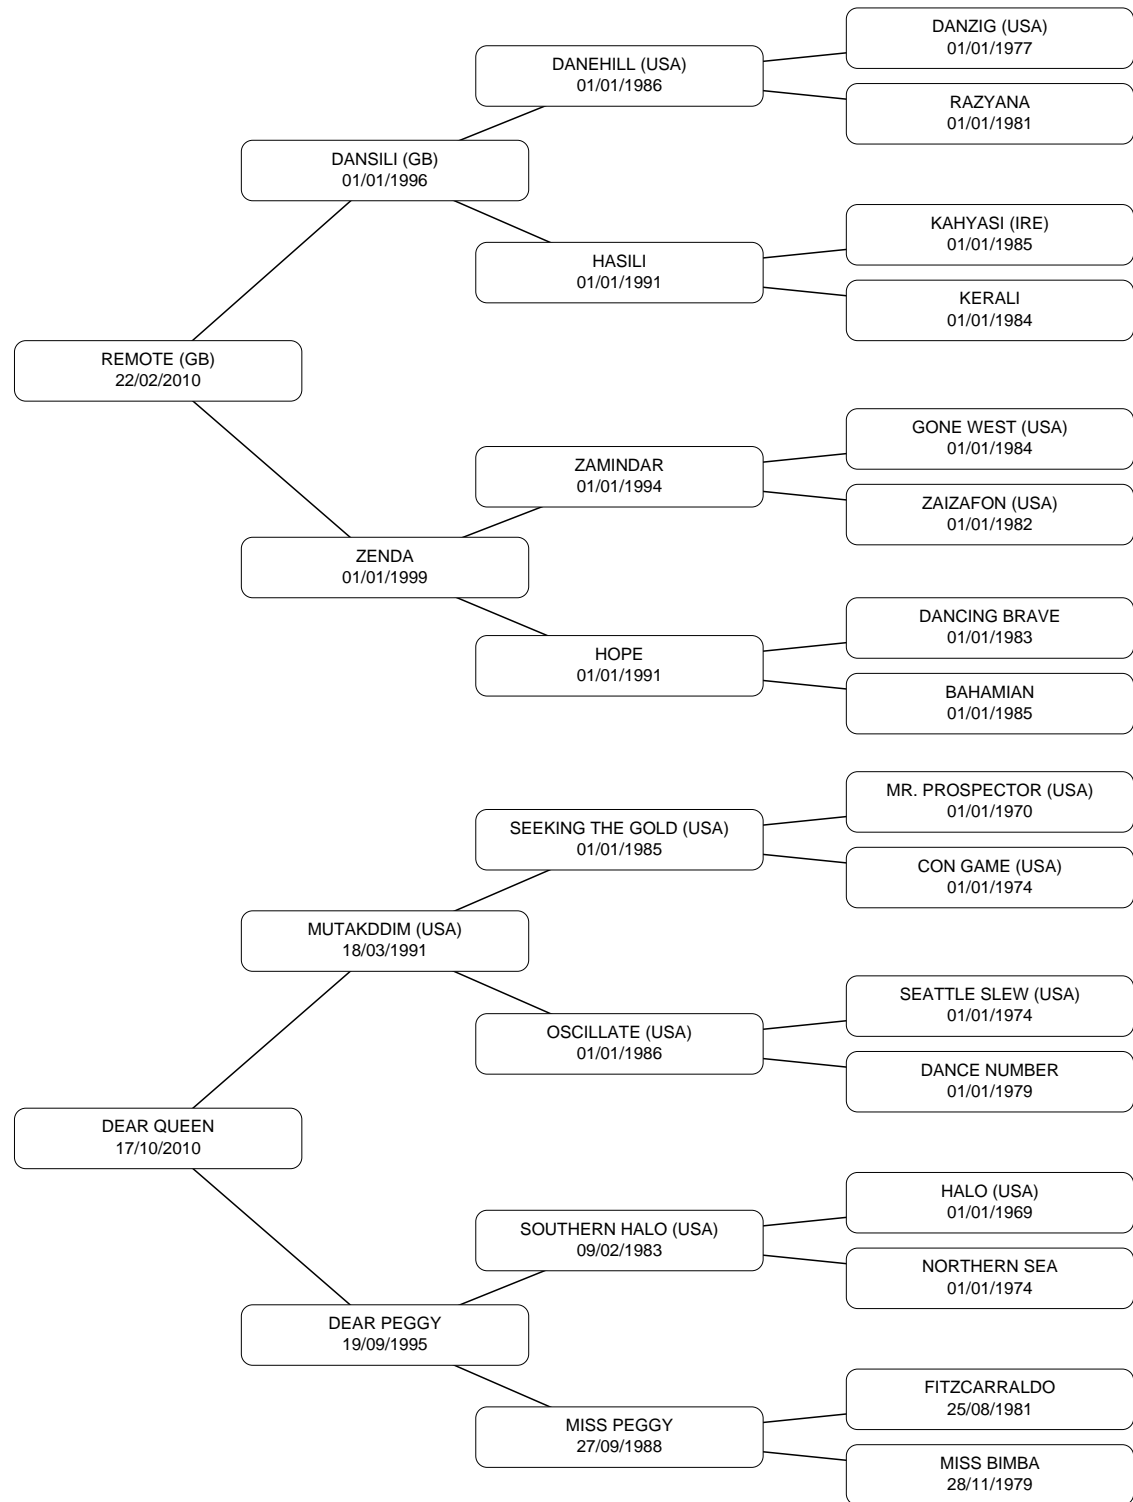 DANZIG (USA)
01/01/1977
DANEHILL (USA)
01/01/1986
RAZYANA
01/01/1981
DANSILI (GB)
01/01/1996
KAHYASI (IRE)
01/01/1985
HASILI
01/01/1991
KERALI
01/01/1984
REMOTE (GB)
22/02/2010
GONE WEST (USA)
01/01/1984
ZAMINDAR
01/01/1994
ZAIZAFON (USA)
01/01/1982
ZENDA
01/01/1999
DANCING BRAVE
01/01/1983
HOPE
01/01/1991
BAHAMIAN
01/01/1985
MR. PROSPECTOR (USA)
01/01/1970
SEEKING THE GOLD (USA)
01/01/1985
CON GAME (USA)
01/01/1974
MUTAKDDIM (USA)
18/03/1991
SEATTLE SLEW (USA)
01/01/1974
OSCILLATE (USA)
01/01/1986
DANCE NUMBER
01/01/1979
DEAR QUEEN
17/10/2010
HALO (USA)
01/01/1969
SOUTHERN HALO (USA)
09/02/1983
NORTHERN SEA
01/01/1974
DEAR PEGGY
19/09/1995
FITZCARRALDO
25/08/1981
MISS PEGGY
27/09/1988
MISS BIMBA
28/11/1979